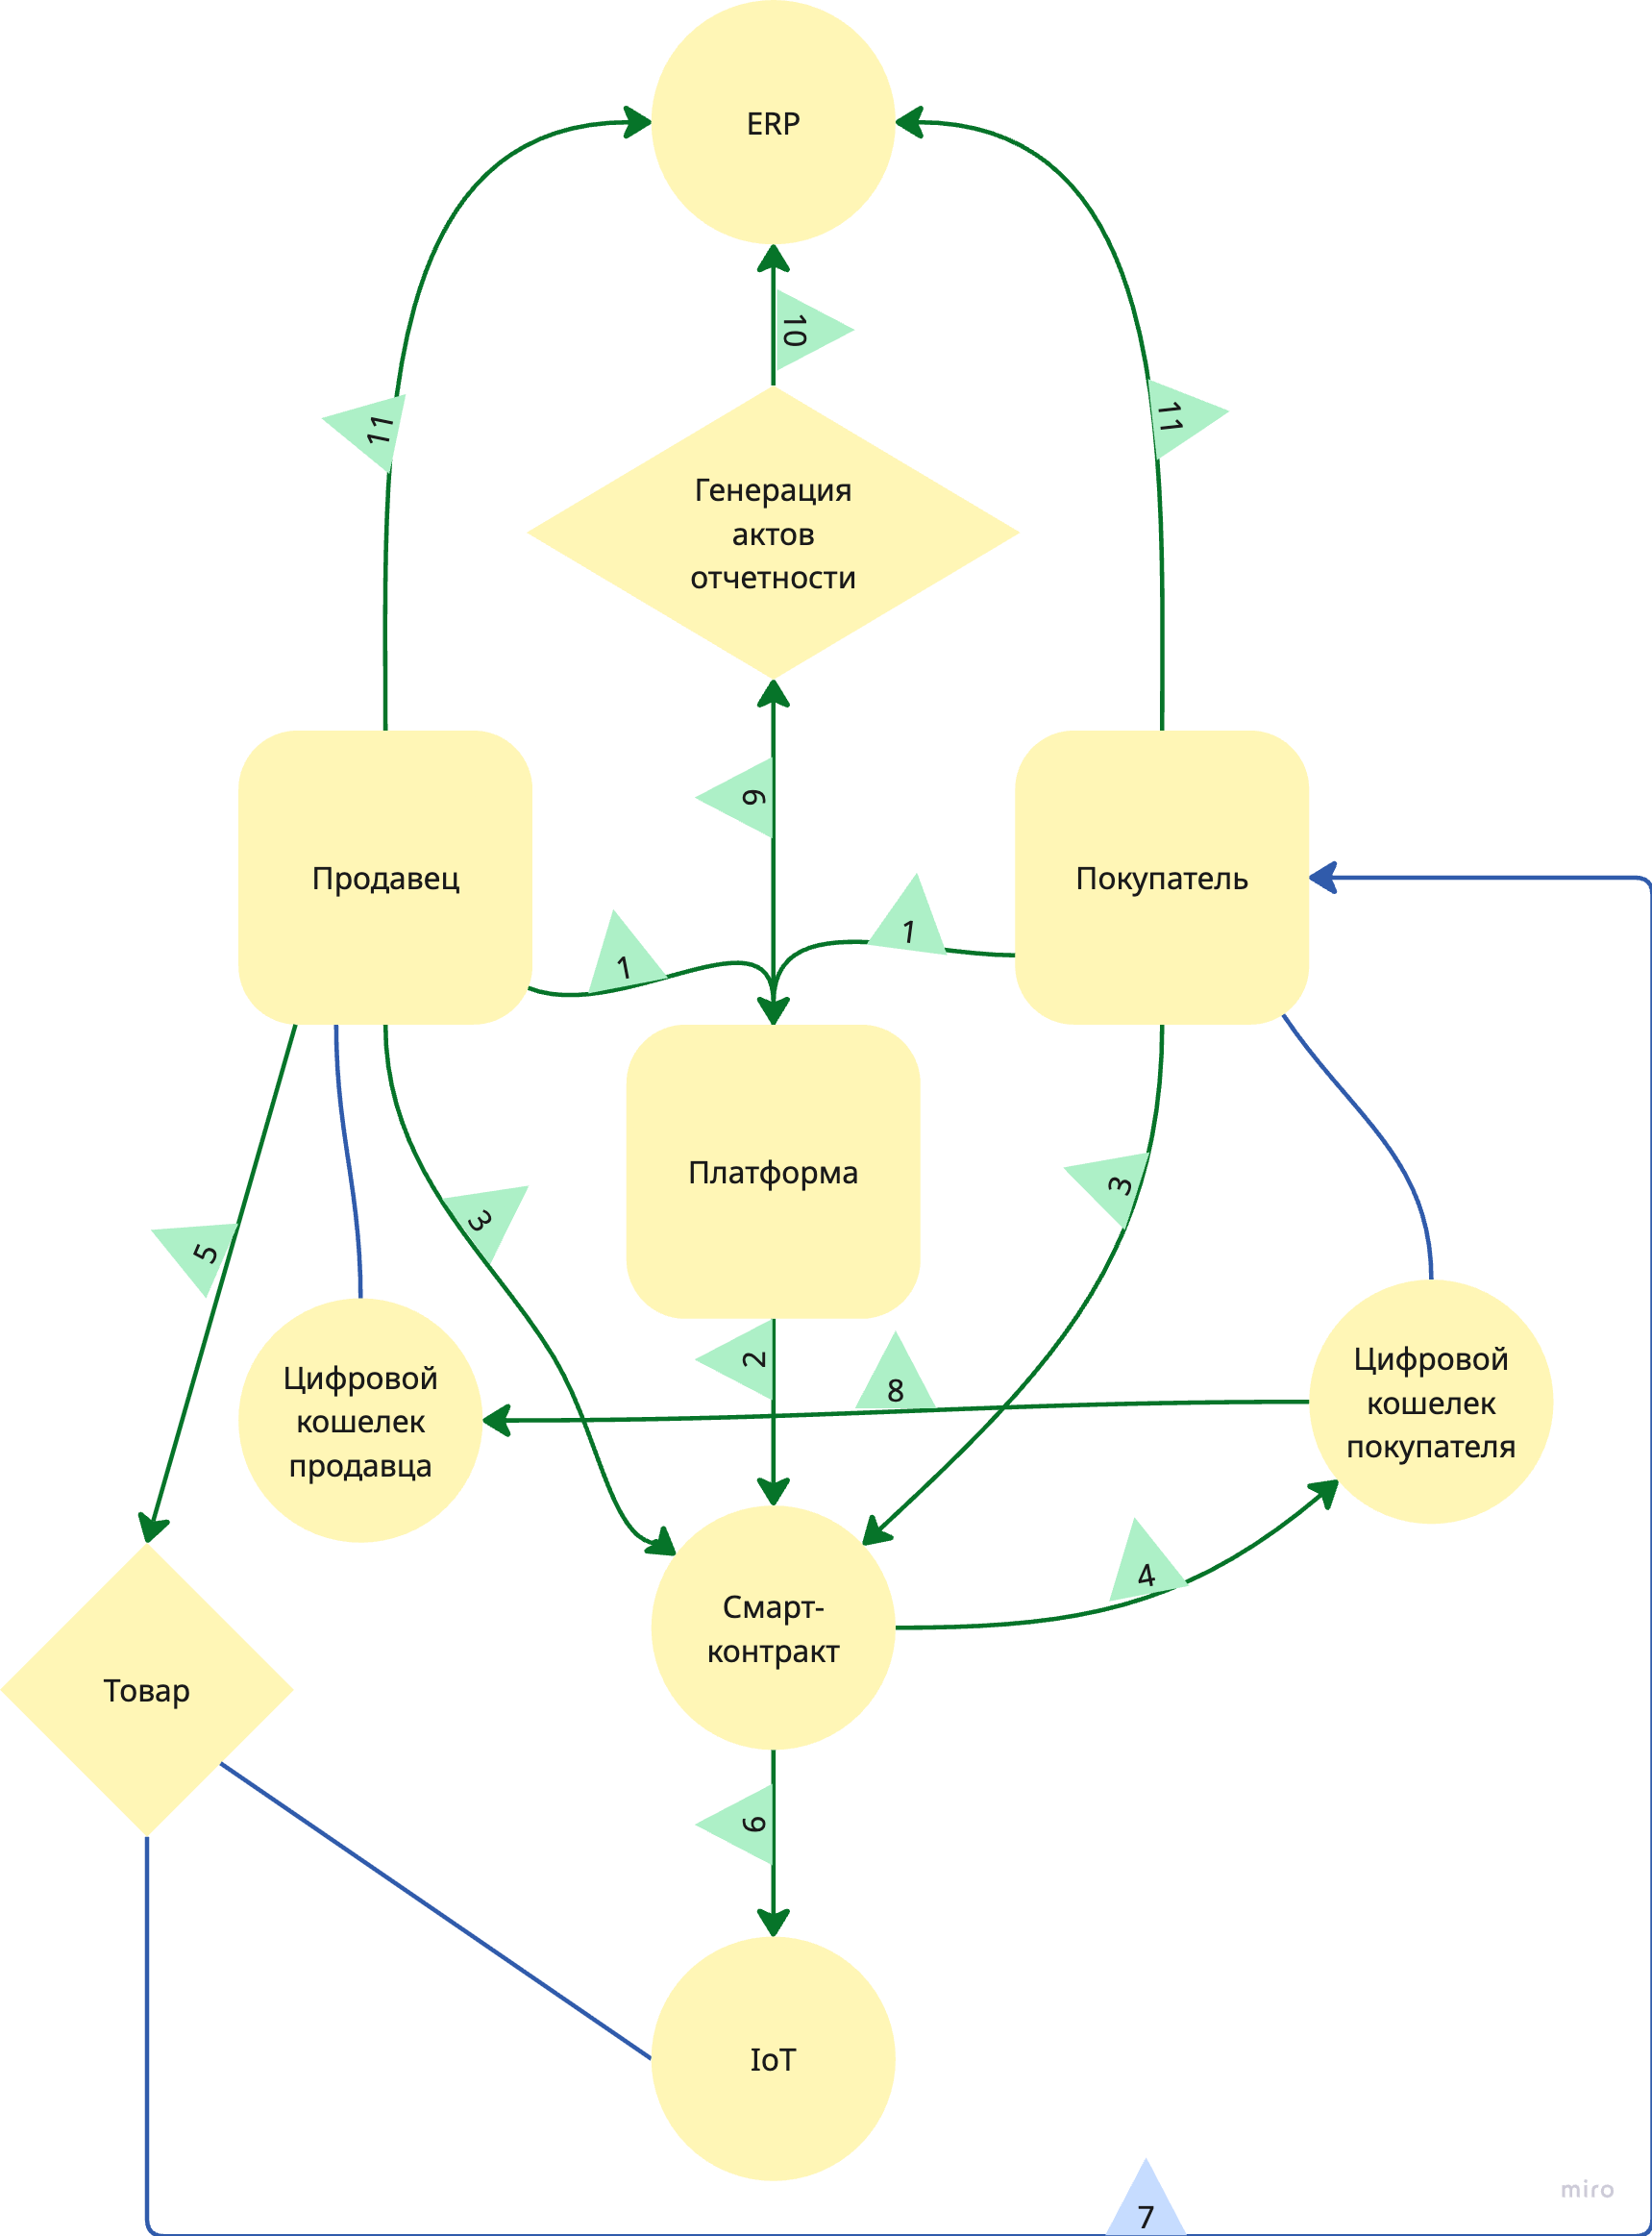 ERP
10
11
11
Генерация
актов
отчетности
9
Продавец
Покупатель
1
1
Платформа
3
3
5
2
8
Цифровой
кошелек
продавца
Цифровой
кошелек
покупателя
4
Смарт-
контракт
Товар
6
IoT
7
miro